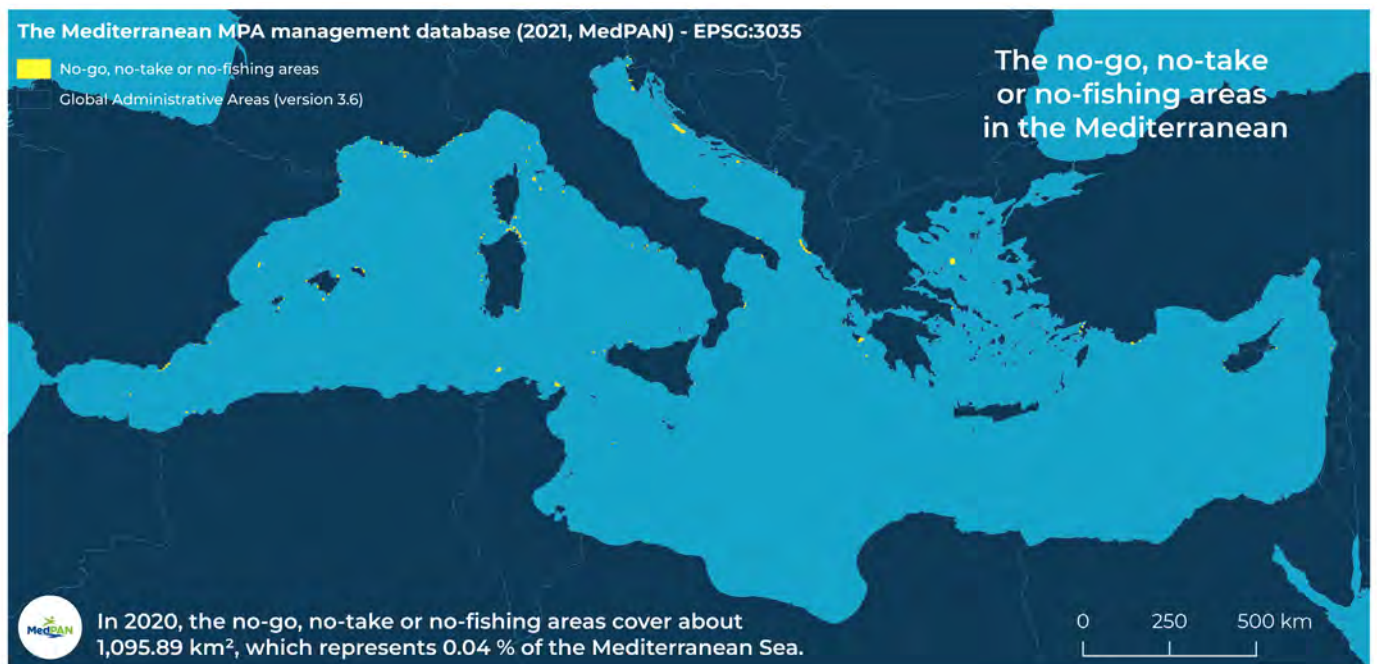 The Mediterranean MPA management database (2021, MedPAN) - EPSG:3035
No-go, no-take or no-fishing areas
Global Administrative Areas (version 3.6)
The no-go, no-take
or no-fishing areas
in the Mediterranean
MedPAN
In 2020, the no-go, no-take or no-fishing areas cover about
1,095.89 km², which represents 0.04 % of the Mediterranean Sea.
0 250 500 km